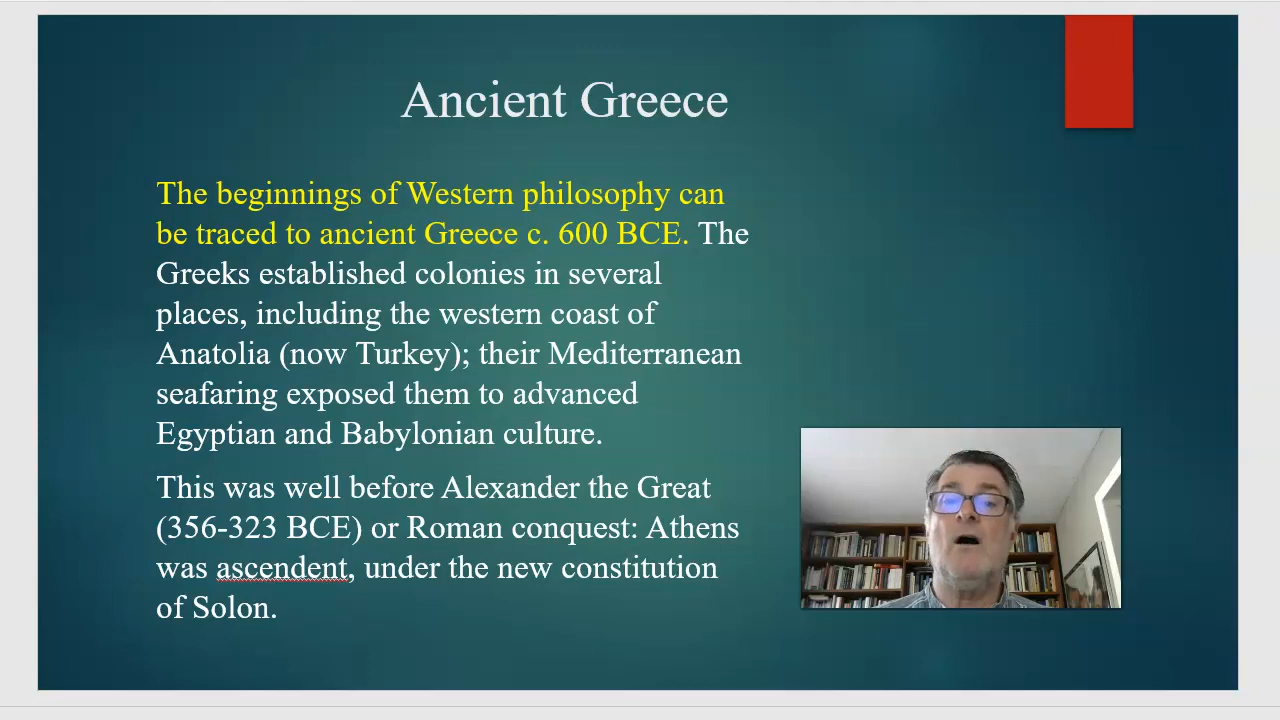 Ancient Greece
The beginnings of Western philosophy can
be traced to ancient Greece c. 600 BCE. The
Greeks established colonies in several
places, including the western coast of
Anatolia (now Turkey); their Mediterranean
seafaring exposed them to advanced
Egyptian and Babylonian culture.
This was well before Alexander the Great
(356-323 BCE) or Roman conquest: Athens
was ascendent, under the new constitution
of Solon.